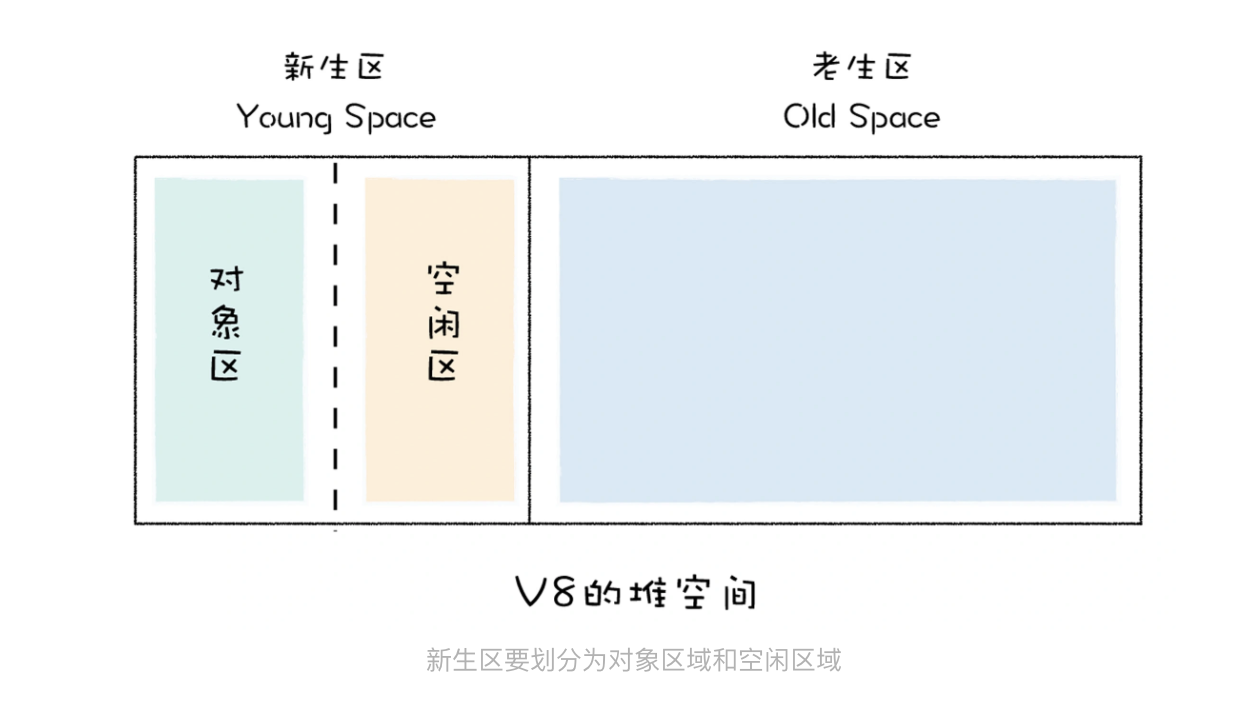 新生区
Young Space
老生区
Old Space
对象区
空闲区
V8的堆空间
新生区要划分为对象区域和空闲区域